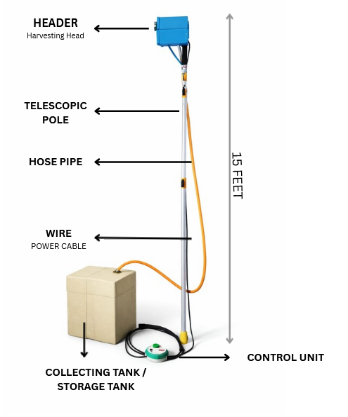 HEADER
Harvesting Head
TELESCOPIC
POLE
15 FEET
HOSE PIPE
WIRE
POWER CABLE
CONTROL UNIT
COLLECTING TANK /
STORAGE TANK